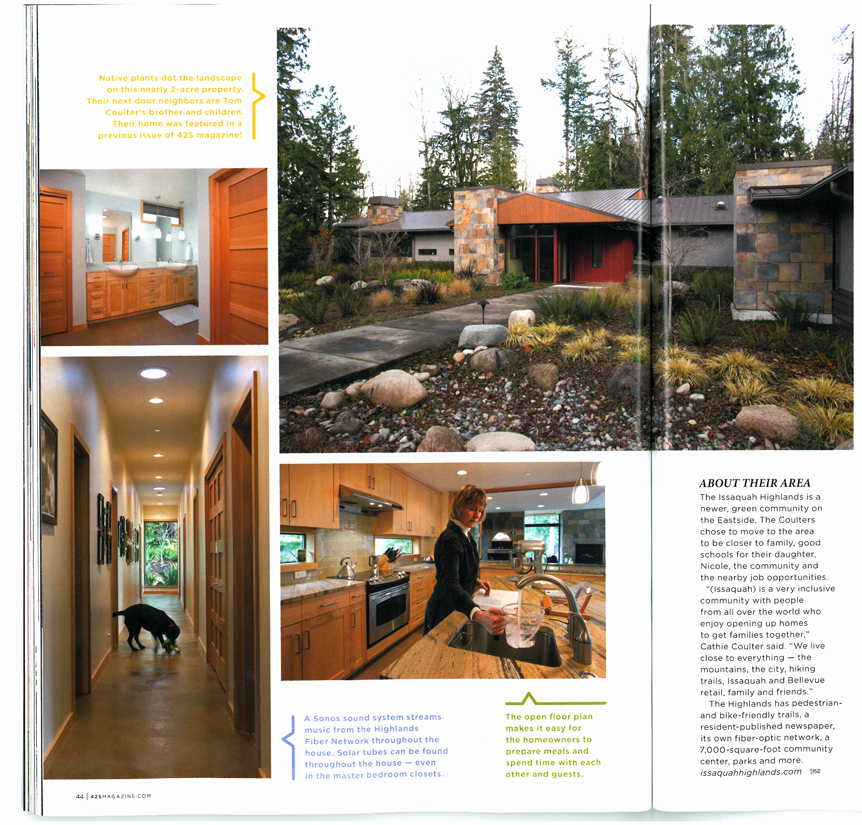 Native plants dot the landscape
on this nearly 2-acre property.
Their next door neighbors are Tom
Coulter's brother and children.
Their home was featured in a
previous issue of 425 magazine!
A Sonos sound system streams
music from the Highlands
Fiber Network throughout the
house. Solar tubes can be found
throughout the house — even
in the master bedroom closets.
The open floor plan
makes it easy for
the homeowners to
prepare meals and
spend time with each
other and guests.
ABOUT THEIR AREA
The Issaquah Highlands is a
newer, green community on
the Eastside. The Coulters
chose to move to the area
to be closer to family, good
schools for their daughter,
Nicole, the community and
the nearby job opportunities.
"(Issaquah) is a very inclusive
community with people
from all over the world who
enjoy opening up homes
to get families together,"
Cathie Coulter said. "We live
close to everything — the
mountains, the city, hiking
trails, Issaquah and Bellevue
retail, family and friends."
The Highlands has pedestrian-
and bike-friendly trails, a
resident-published newspaper,
its own fiber-optic network, a
7,000-square-foot community
center, parks and more.
issaquahhighlands.com
44 | 425MAGAZINE.COM